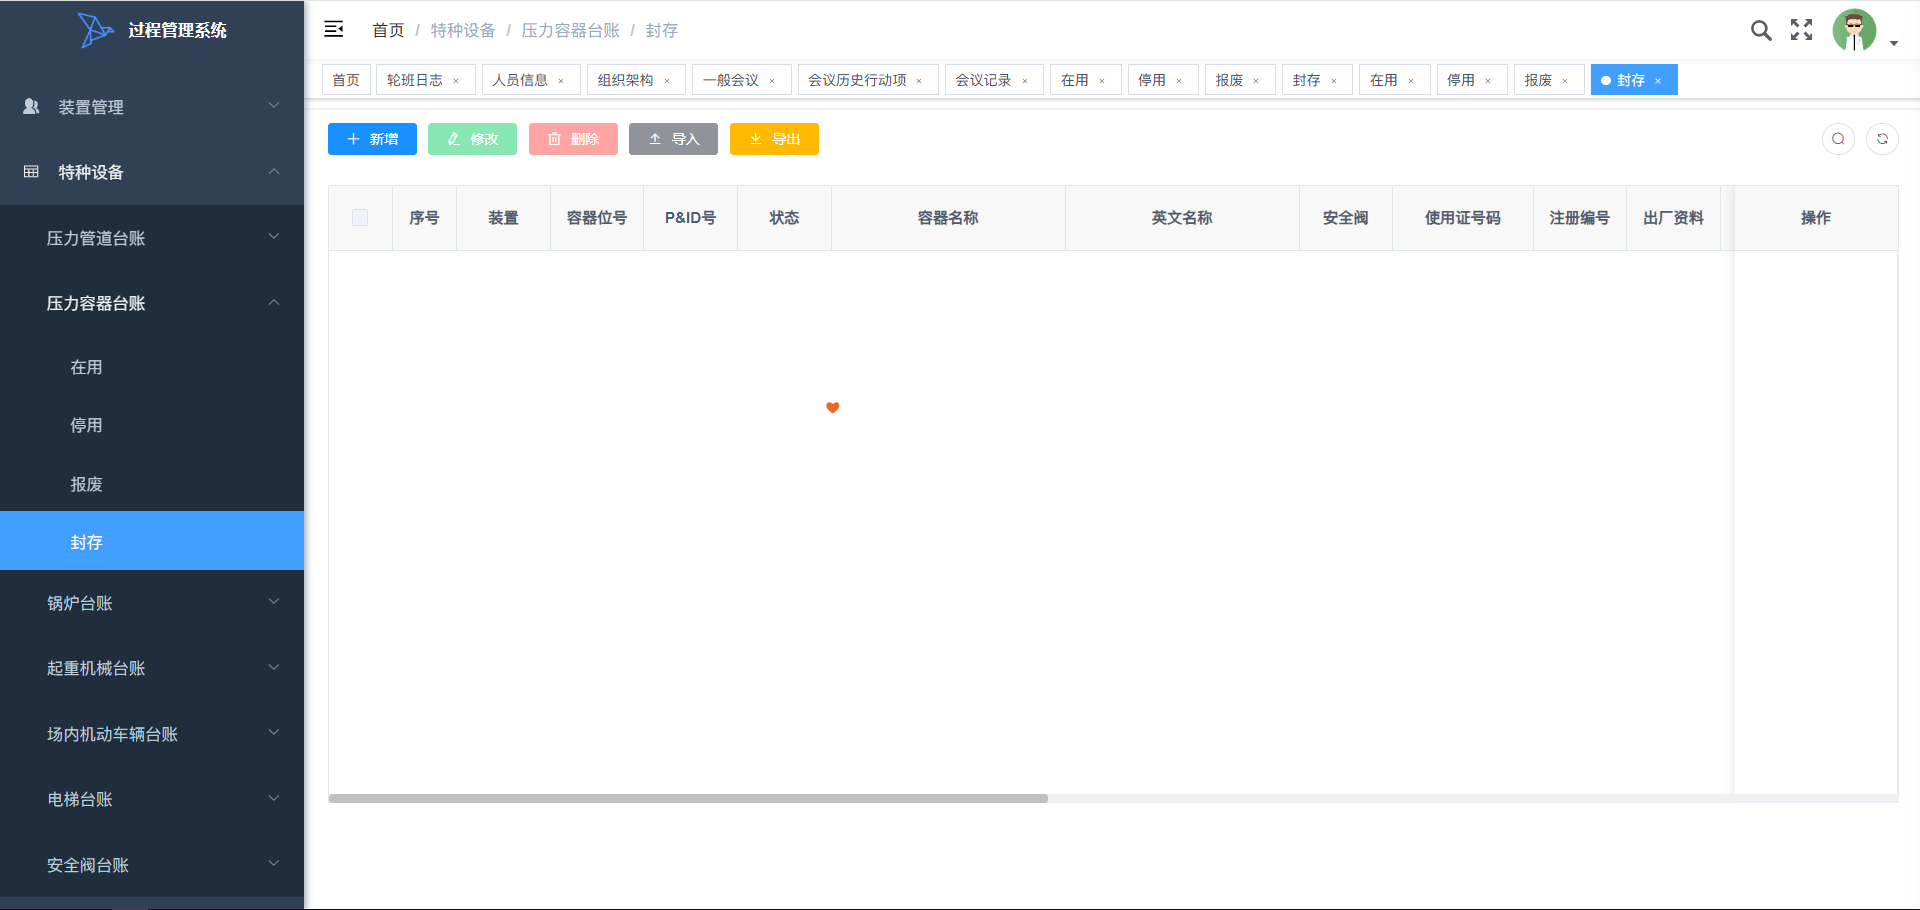 过程管理系统
首页 / 特种设备 / 压力容器台账 / 封存
首页 轮班日志 × 人员信息 × 组织架构 × 一般会议 × 会议历史行动项 × 会议记录 × 在用 × 停用 × 报废 × 封存 × 在用 × 停用 × 报废 × 封存 ×
装置管理
特种设备
压力管道台账
压力容器台账
在用
停用
报废
封存
锅炉台账
起重机械台账
场内机动车辆台账
电梯台账
安全阀台账
新增 修改 删除 导入 导出
序号 装置 容器位号 P&ID号 状态 容器名称 英文名称 安全阀 使用证号码 注册编号 出厂资料 操作